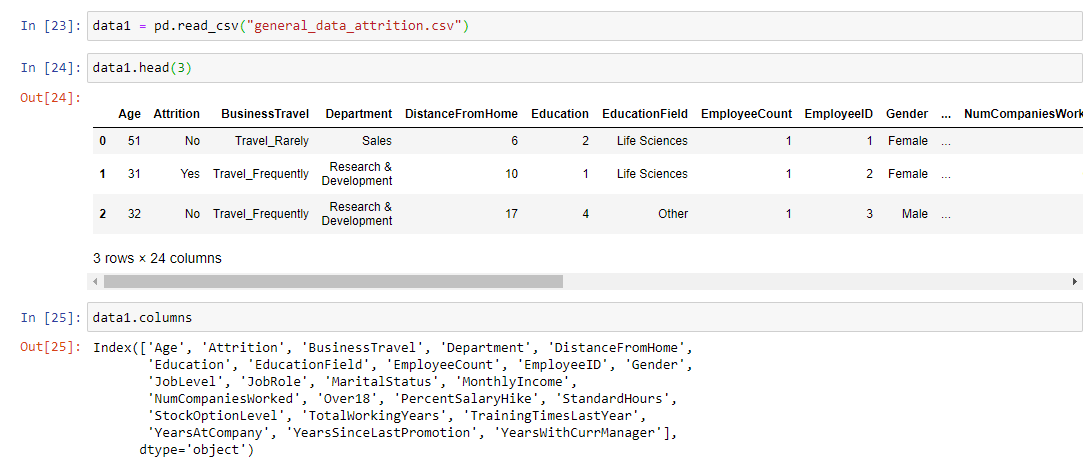 In [23]: data1 = pd.read_csv("general_data_attrition.csv")
In [24]: data1.head(3)
Out[24]:
Age Attrition BusinessTravel Department DistanceFromHome Education EducationField EmployeeCount EmployeeID Gender ... NumCompaniesWork
0 51 No Travel_Rarely Sales 6 2 Life Sciences 1 1 Female ...
1 31 Yes Travel_Frequently Research & Development 10 1 Life Sciences 1 2 Female ...
2 32 No Travel_Frequently Research & Development 17 4 Other 1 3 Male ...
3 rows × 24 columns
In [25]: data1.columns
Out[25]: Index(['Age', 'Attrition', 'BusinessTravel', 'Department', 'DistanceFromHome',
'Education', 'EducationField', 'EmployeeCount', 'EmployeeID', 'Gender',
'JobLevel', 'JobRole', 'MaritalStatus', 'MonthlyIncome',
'NumCompaniesWorked', 'Over18', 'PercentSalaryHike', 'StandardHours',
'StockOptionLevel', 'TotalWorkingYears', 'TrainingTimesLastYear',
'YearsAtCompany', 'YearsSinceLastPromotion', 'YearsWithCurrManager'],
dtype='object')